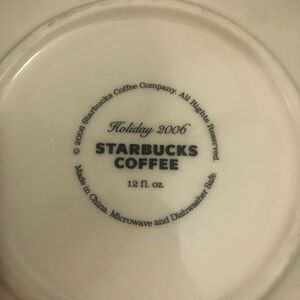 © 2006 Starbucks Coffee Company. All Rights Reserved.
Holiday 2006
STARBUCKS
COFFEE
12 fl. oz.
Made in China. Microwave and Dishwasher Safe.